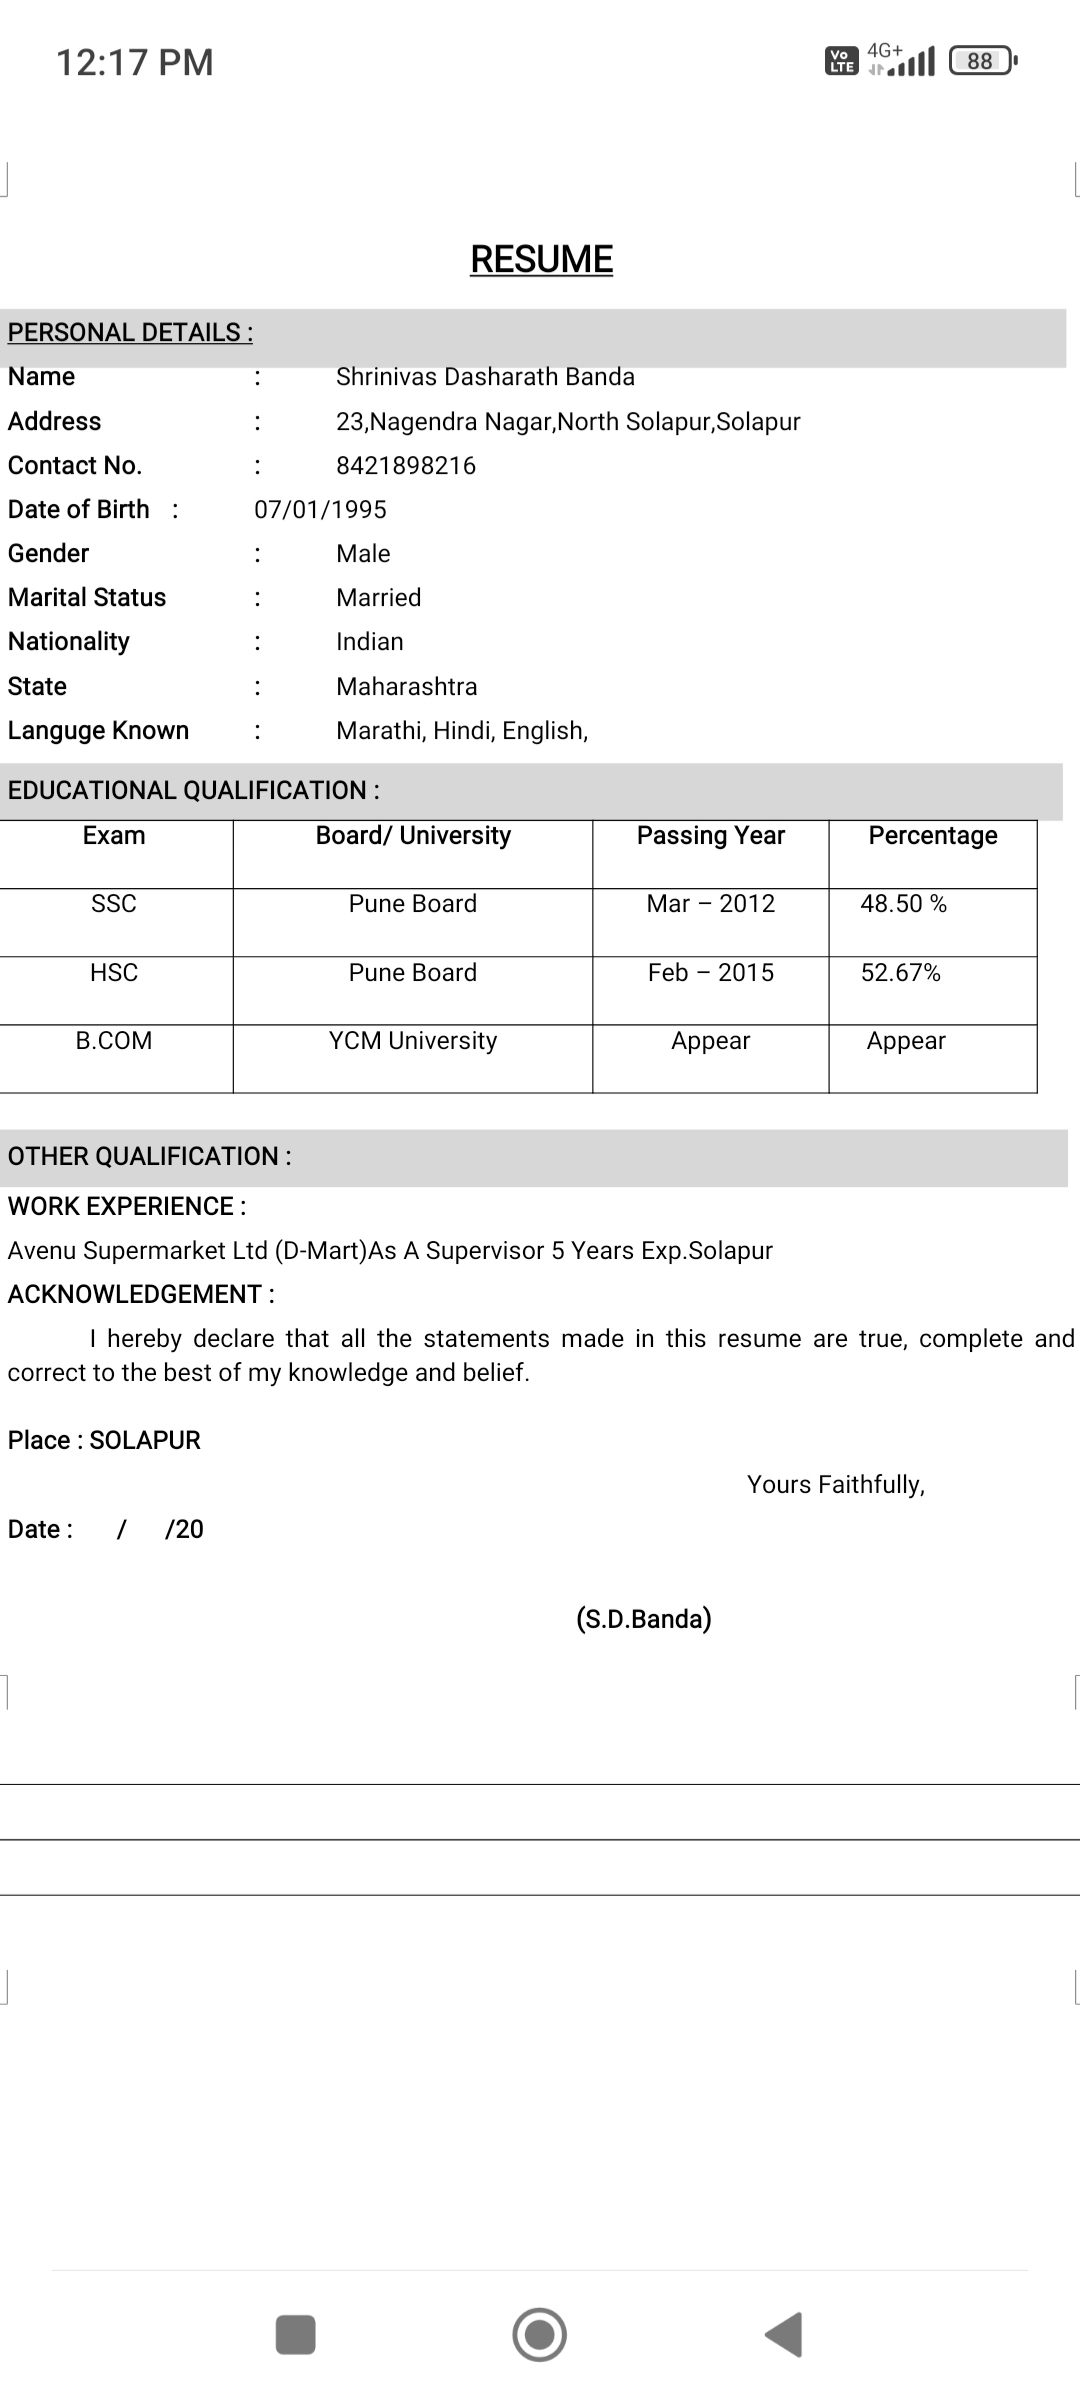 12:17 PM
Vo LTE 4G+ 88
RESUME
PERSONAL DETAILS :
Name : Shrinivas Dasharath Banda
Address : 23,Nagendra Nagar,North Solapur,Solapur
Contact No. : 8421898216
Date of Birth : 07/01/1995
Gender : Male
Marital Status : Married
Nationality : Indian
State : Maharashtra
Languge Known : Marathi, Hindi, English,
EDUCATIONAL QUALIFICATION :
Exam Board/ University Passing Year Percentage
SSC Pune Board Mar – 2012 48.50 %
HSC Pune Board Feb – 2015 52.67%
B.COM YCM University Appear Appear
OTHER QUALIFICATION :
WORK EXPERIENCE :
Avenu Supermarket Ltd (D-Mart)As A Supervisor 5 Years Exp.Solapur
ACKNOWLEDGEMENT :
I hereby declare that all the statements made in this resume are true, complete and
correct to the best of my knowledge and belief.
Place : SOLAPUR
Yours Faithfully,
Date : / /20
(S.D.Banda)